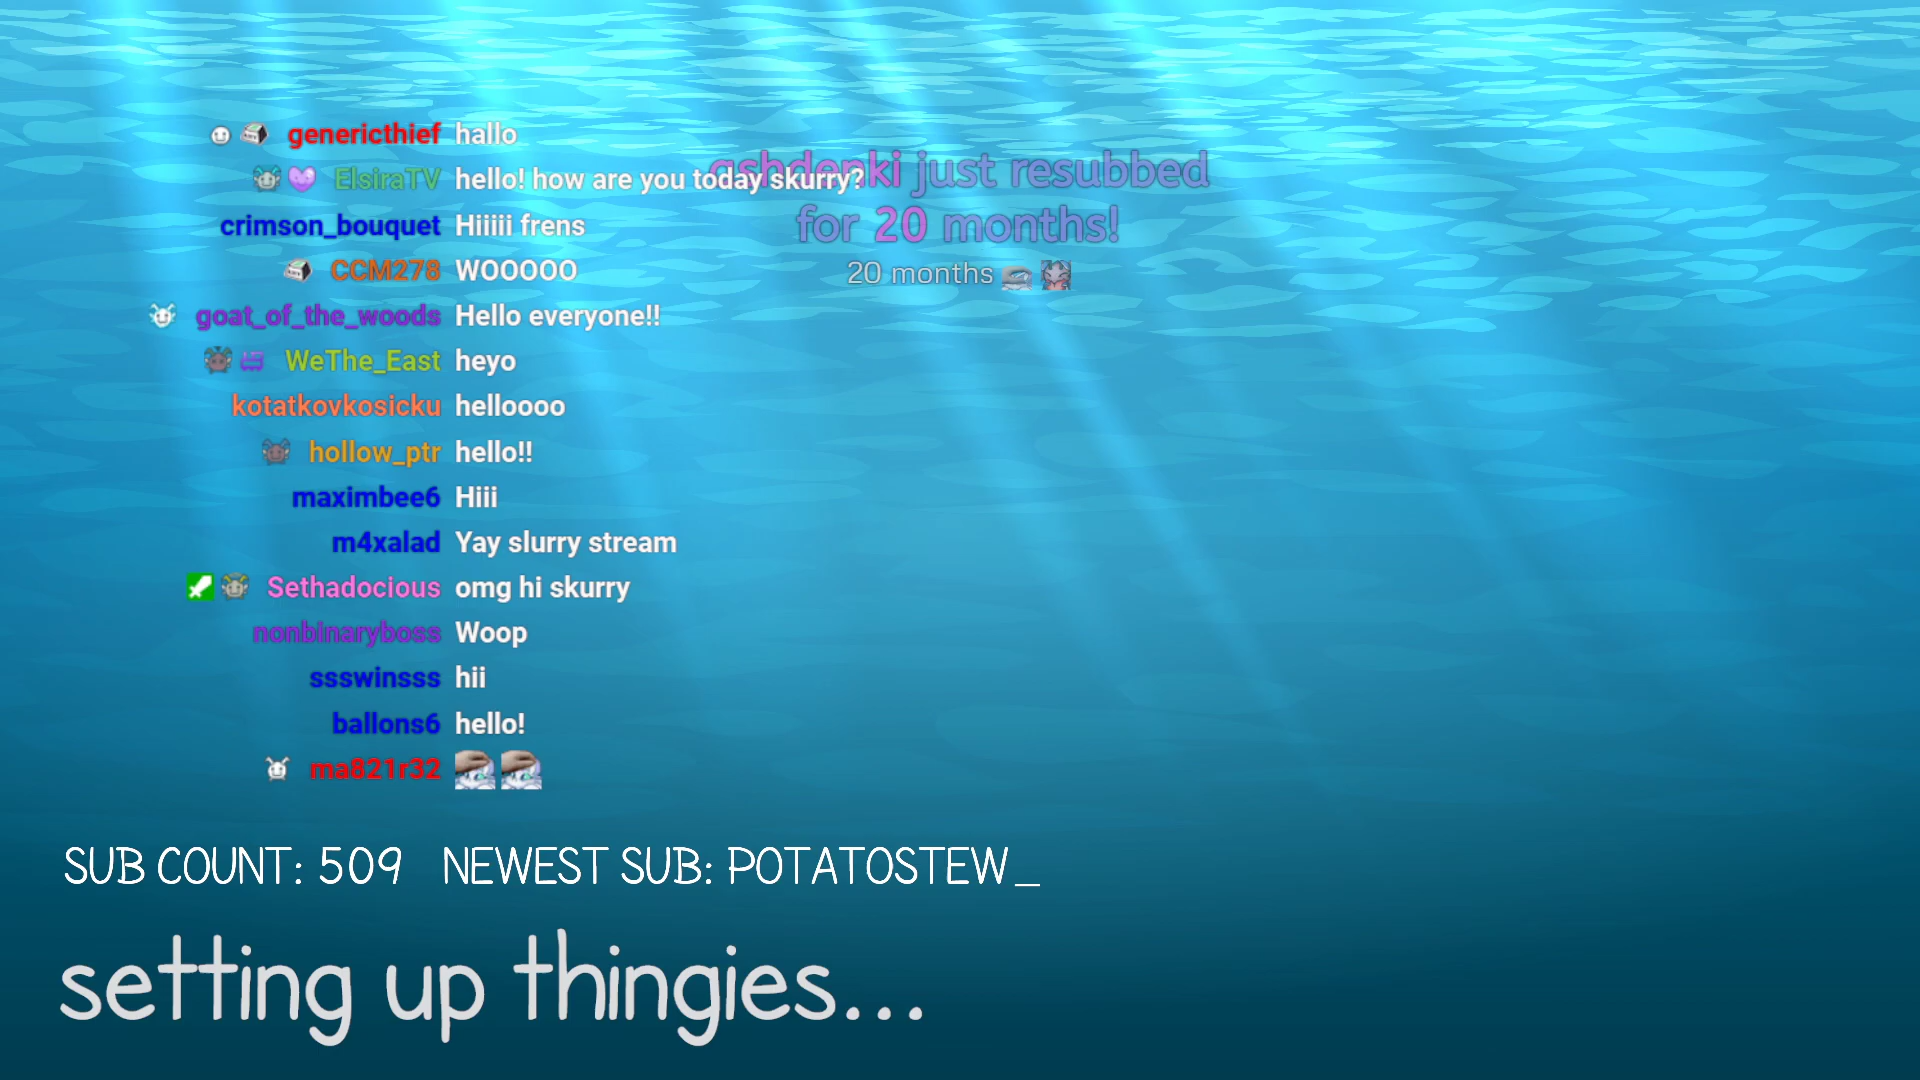 genericthief hallo
ElsiraTV hello! how are you today skurry?
ashdenki just resubbed
for 20 months!
20 months
crimson_bouquet Hiiiii frens
CCM278 WOOOOO
goat_of_the_woods Hello everyone!!
WeThe_East heyo
kotatkovkosicku helloooo
hollow_ptr hello!!
maximbee6 Hiii
m4xalad Yay slurry stream
Sethadocious omg hi skurry
nonbinaryboss Woop
ssswinsss hii
ballons6 hello!
ma821r32
SUB COUNT: 509 NEWEST SUB: POTATOSTEW_
setting up thingies...